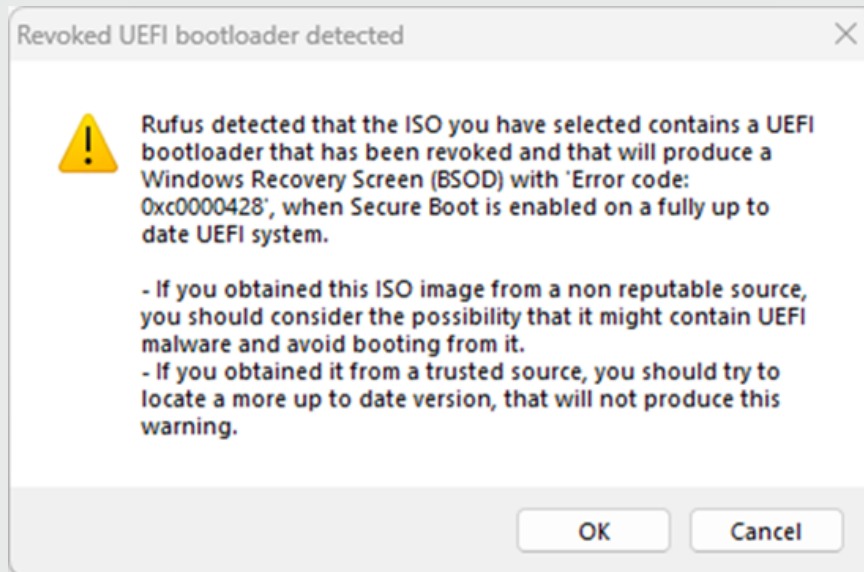 Revoked UEFI bootloader detected
Rufus detected that the ISO you have selected contains a UEFI
bootloader that has been revoked and that will produce a
Windows Recovery Screen (BSOD) with 'Error code:
0xc0000428', when Secure Boot is enabled on a fully up to
date UEFI system.
- If you obtained this ISO image from a non reputable source,
you should consider the possibility that it might contain UEFI
malware and avoid booting from it.
- If you obtained it from a trusted source, you should try to
locate a more up to date version, that will not produce this
warning.
OK
Cancel